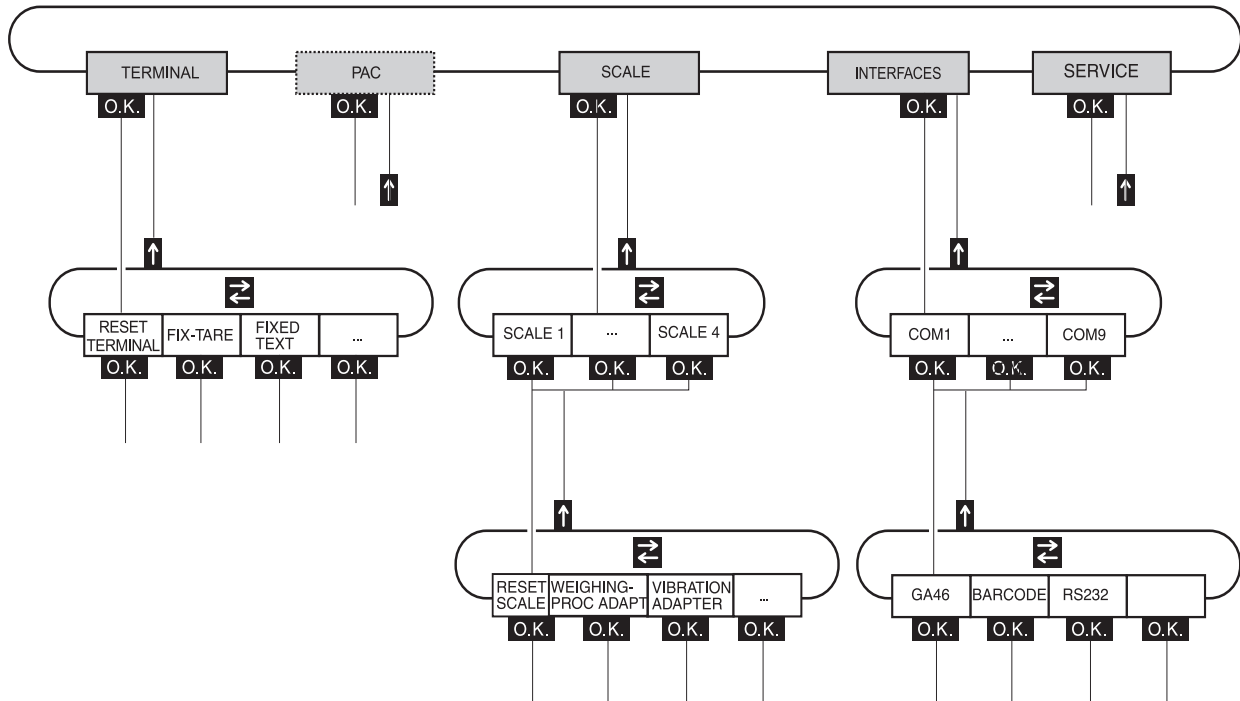 TERMINAL
PAC
SCALE
INTERFACES
SERVICE
O.K.
O.K.
O.K.
O.K.
O.K.
RESET
TERMINAL
FIX-TARE
FIXED
TEXT
...
SCALE 1
...
SCALE 4
COM1
...
COM9
O.K.
O.K.
O.K.
O.K.
O.K.
O.K.
O.K.
O.K.
O.K.
O.K.
RESET
SCALE
WEIGHING-
PROC ADAPT
VIBRATION
ADAPTER
...
GA46
BARCODE
RS232
O.K.
O.K.
O.K.
O.K.
O.K.
O.K.
O.K.
O.K.